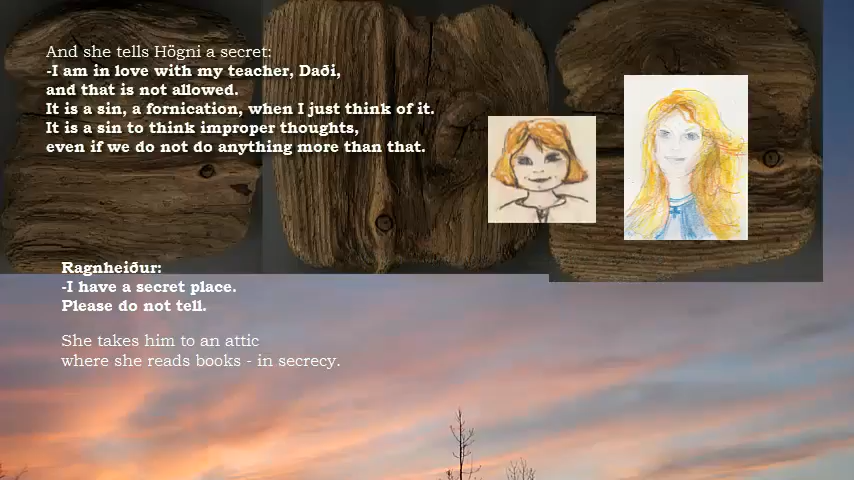 And she tells Högni a secret:
-I am in love with my teacher, Daði,
and that is not allowed.
It is a sin, a fornication, when I just think of it.
It is a sin to think improper thoughts,
even if we do not do anything more than that.
Ragnheiður:
-I have a secret place.
Please do not tell.
She takes him to an attic
where she reads books - in secrecy.